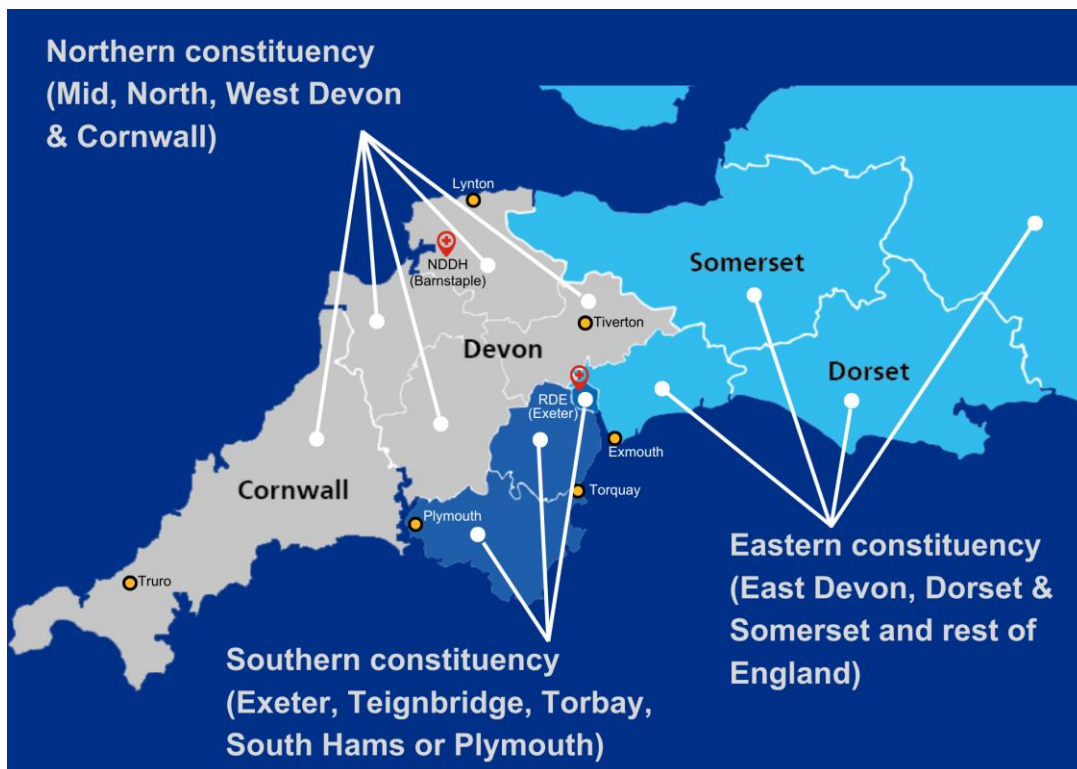 Northern constituency
(Mid, North, West Devon
& Cornwall)
Lynton
NDDH
(Barnstaple)
Somerset
Tiverton
Devon
Dorset
RDE
(Exeter)
Exmouth
Cornwall
Torquay
Plymouth
Truro
Eastern constituency
(East Devon, Dorset &
Somerset and rest of
England)
Southern constituency
(Exeter, Teignbridge, Torbay,
South Hams or Plymouth)